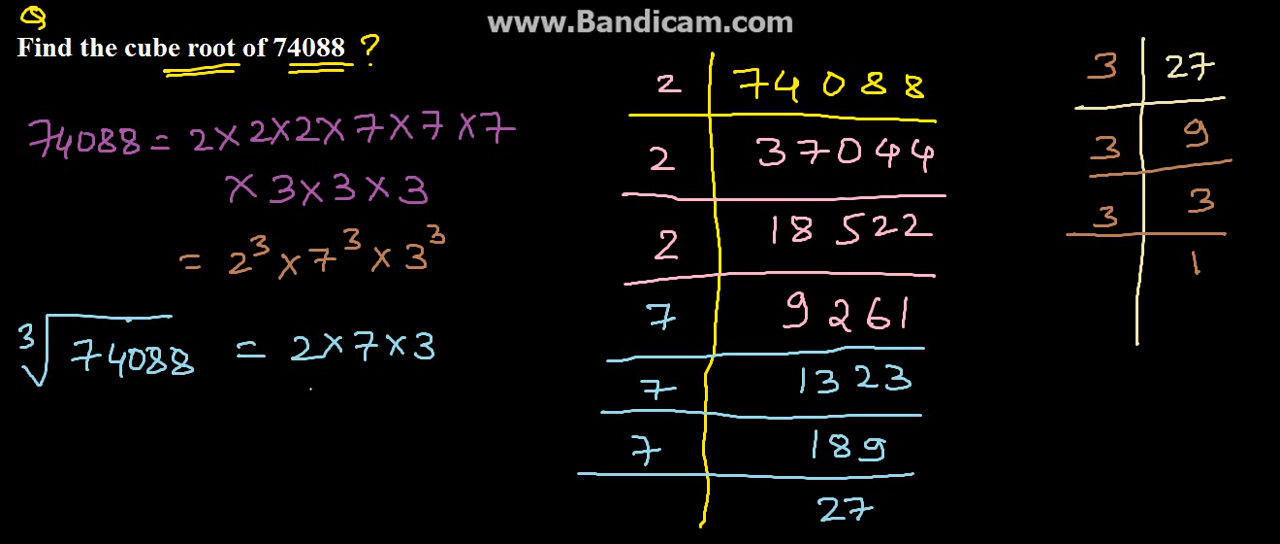 www.Bandicam.com
Q
Find the cube root of 74088 ?
74088 = 2×2×2×7×7×7
×3×3×3
= 2³×7³×3³
³√74088 = 2×7×3
2 | 74088
2 | 37044
2 | 18522
7 | 9261
7 | 1323
7 | 189
27
3 | 27
3 | 9
3 | 3
1